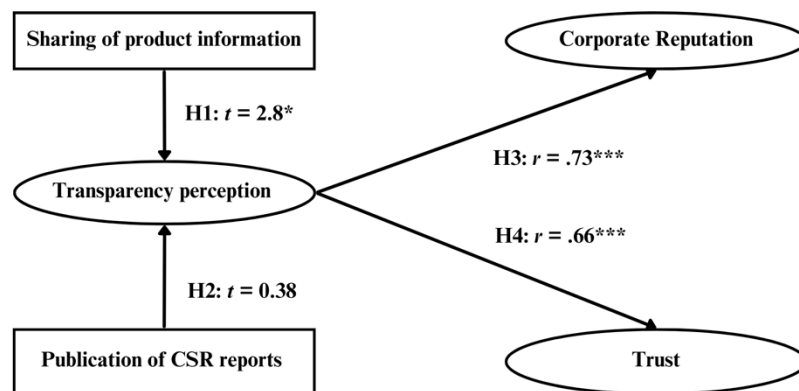 Sharing of product information
Corporate Reputation
H1: t = 2.8*
H3: r = .73***
Transparency perception
H4: r = .66***
H2: t = 0.38
Publication of CSR reports
Trust